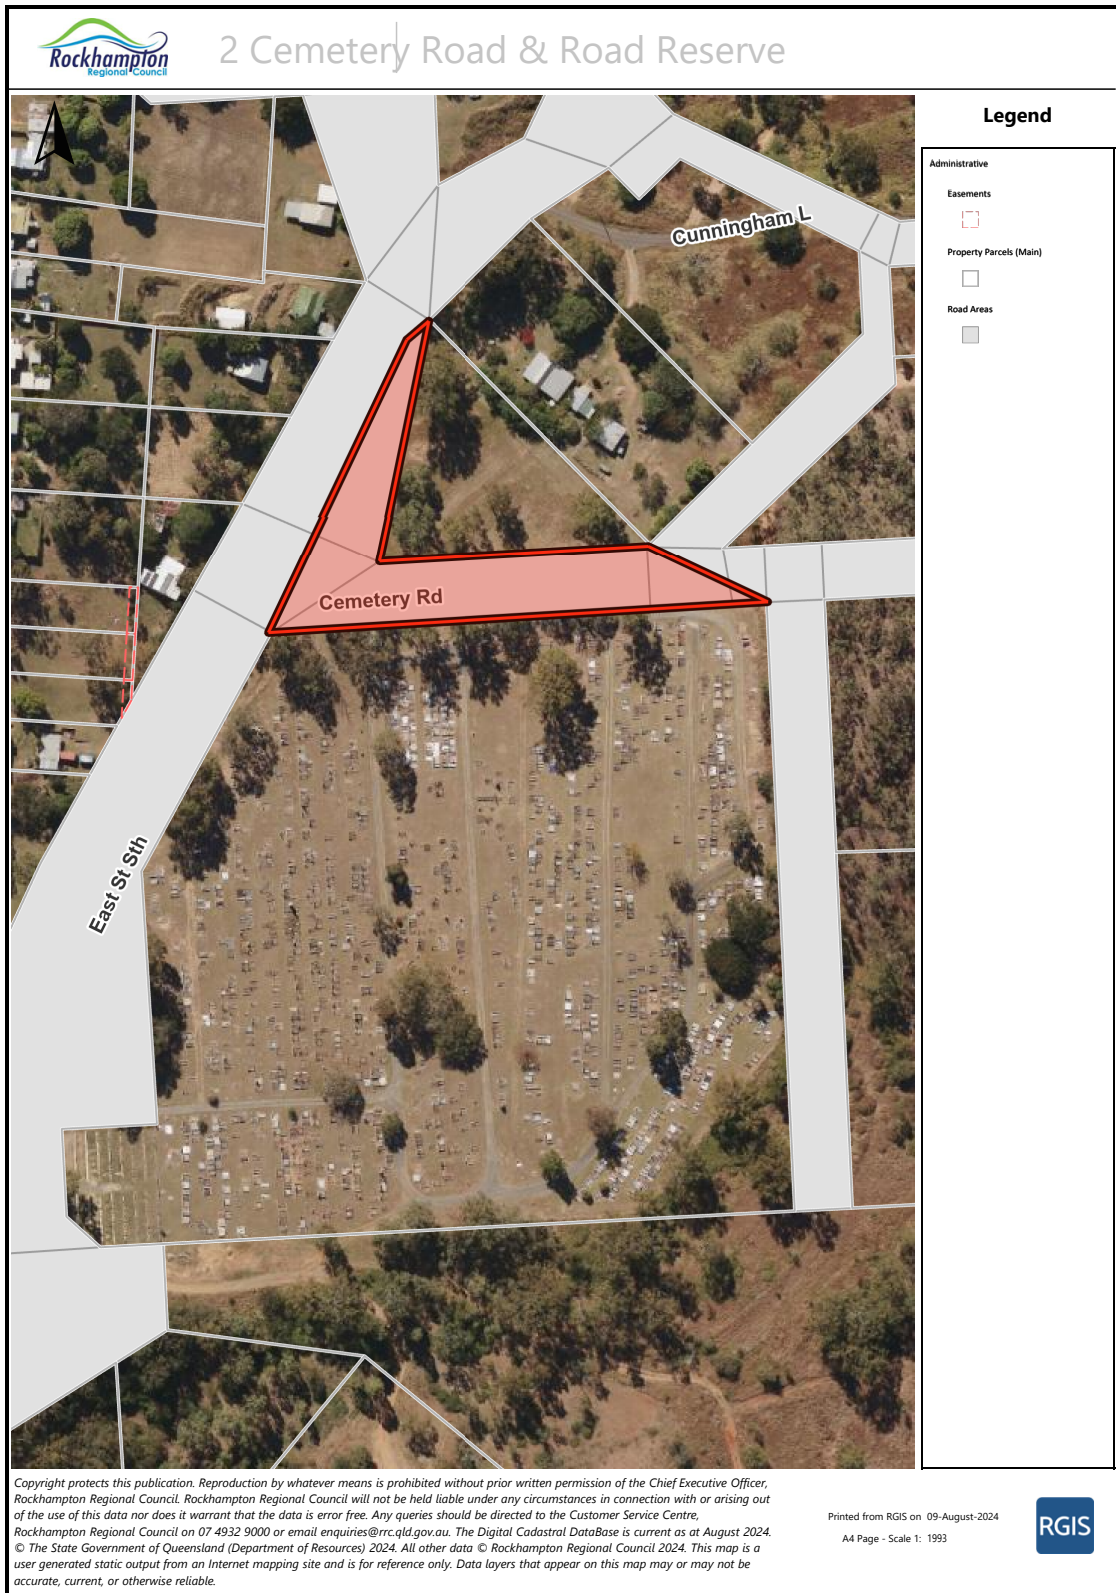 Rockhampton
Regional Council
2 Cemetery Road & Road Reserve
Legend
Administrative
Easements
Property Parcels (Main)
Road Areas
Cunningham L
Cemetery Rd
East St Sth
Copyright protects this publication. Reproduction by whatever means is prohibited without prior written permission of the Chief Executive Officer,
Rockhampton Regional Council. Rockhampton Regional Council will not be held liable under any circumstances in connection with or arising out
of the use of this data nor does it warrant that the data is error free. Any queries should be directed to the Customer Service Centre,
Rockhampton Regional Council on 07 4932 9000 or email enquiries@rrc.qld.gov.au. The Digital Cadastral DataBase is current as at August 2024.
© The State Government of Queensland (Department of Resources) 2024. All other data © Rockhampton Regional Council 2024. This map is a
user generated static output from an Internet mapping site and is for reference only. Data layers that appear on this map may or may not be
accurate, current, or otherwise reliable.
Printed from RGIS on 09-August-2024
A4 Page - Scale 1: 1993
RGIS